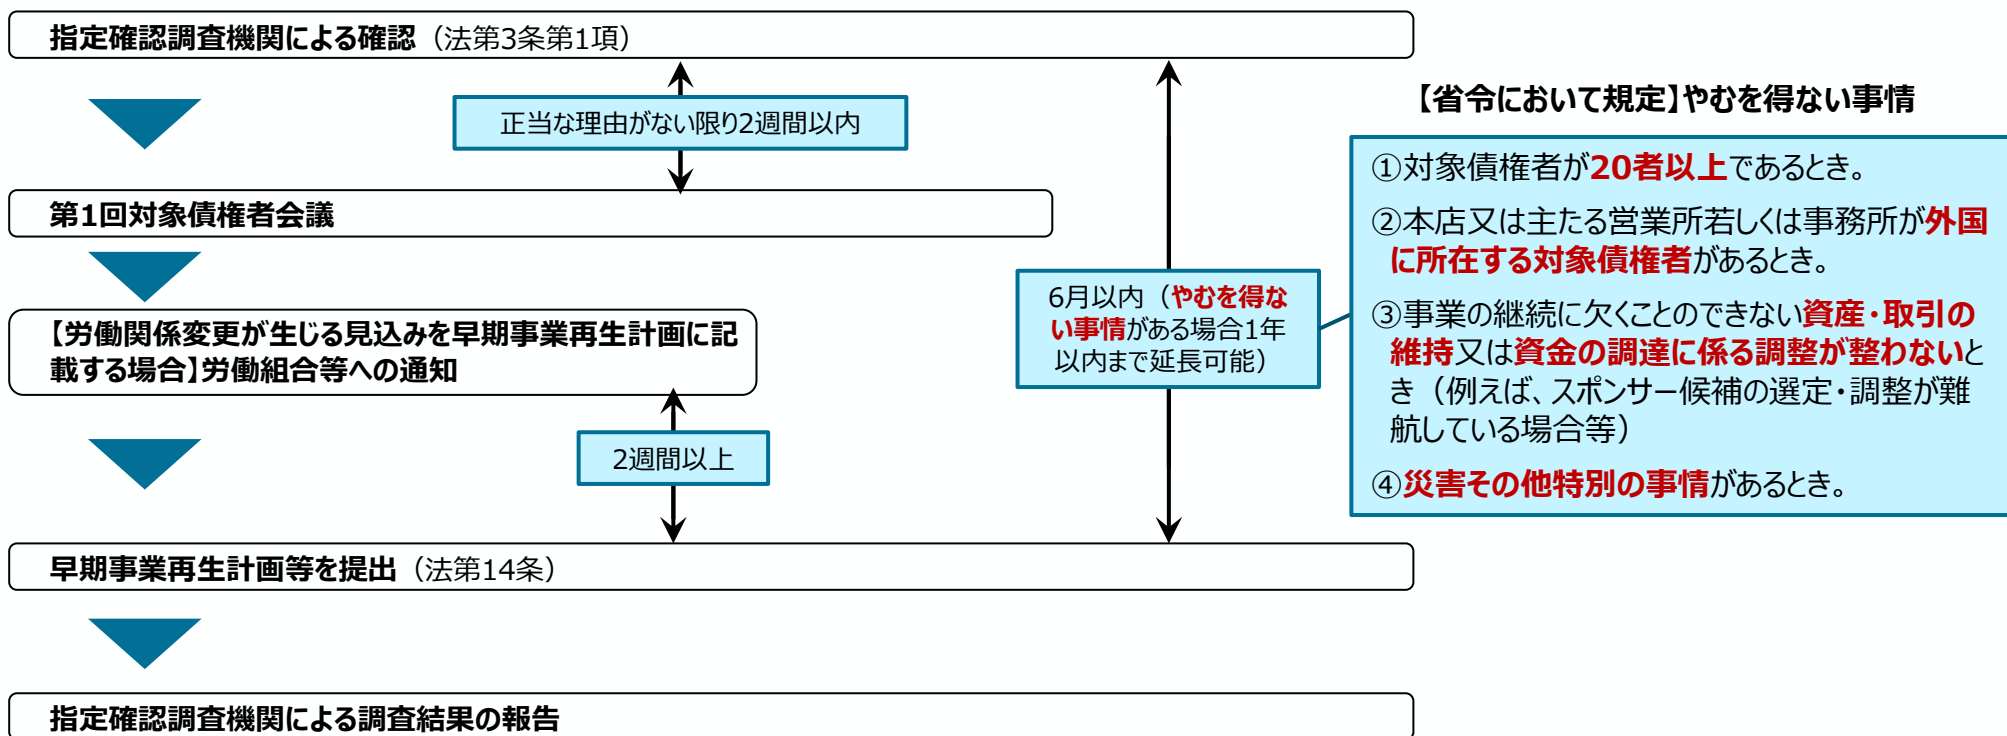 指定確認調査機関による確認（法第3条第1項）
正当な理由がない限り2週間以内
第1回対象債権者会議
【労働関係変更が生じる見込みを早期事業再生計画に記
載する場合】労働組合等への通知
2週間以上
6月以内（やむを得な
い事情がある場合1年
以内まで延長可能）
早期事業再生計画等を提出（法第14条）
指定確認調査機関による調査結果の報告
【省令において規定】やむを得ない事情
①対象債権者が20者以上であるとき。
②本店又は主たる営業所若しくは事務所が外国
に所在する対象債権者があるとき。
③事業の継続に欠くことのできない資産・取引の
維持又は資金の調達に係る調整が整わないと
き（例えば、スポンサー候補の選定・調整が難
航している場合等）
④災害その他特別の事情があるとき。